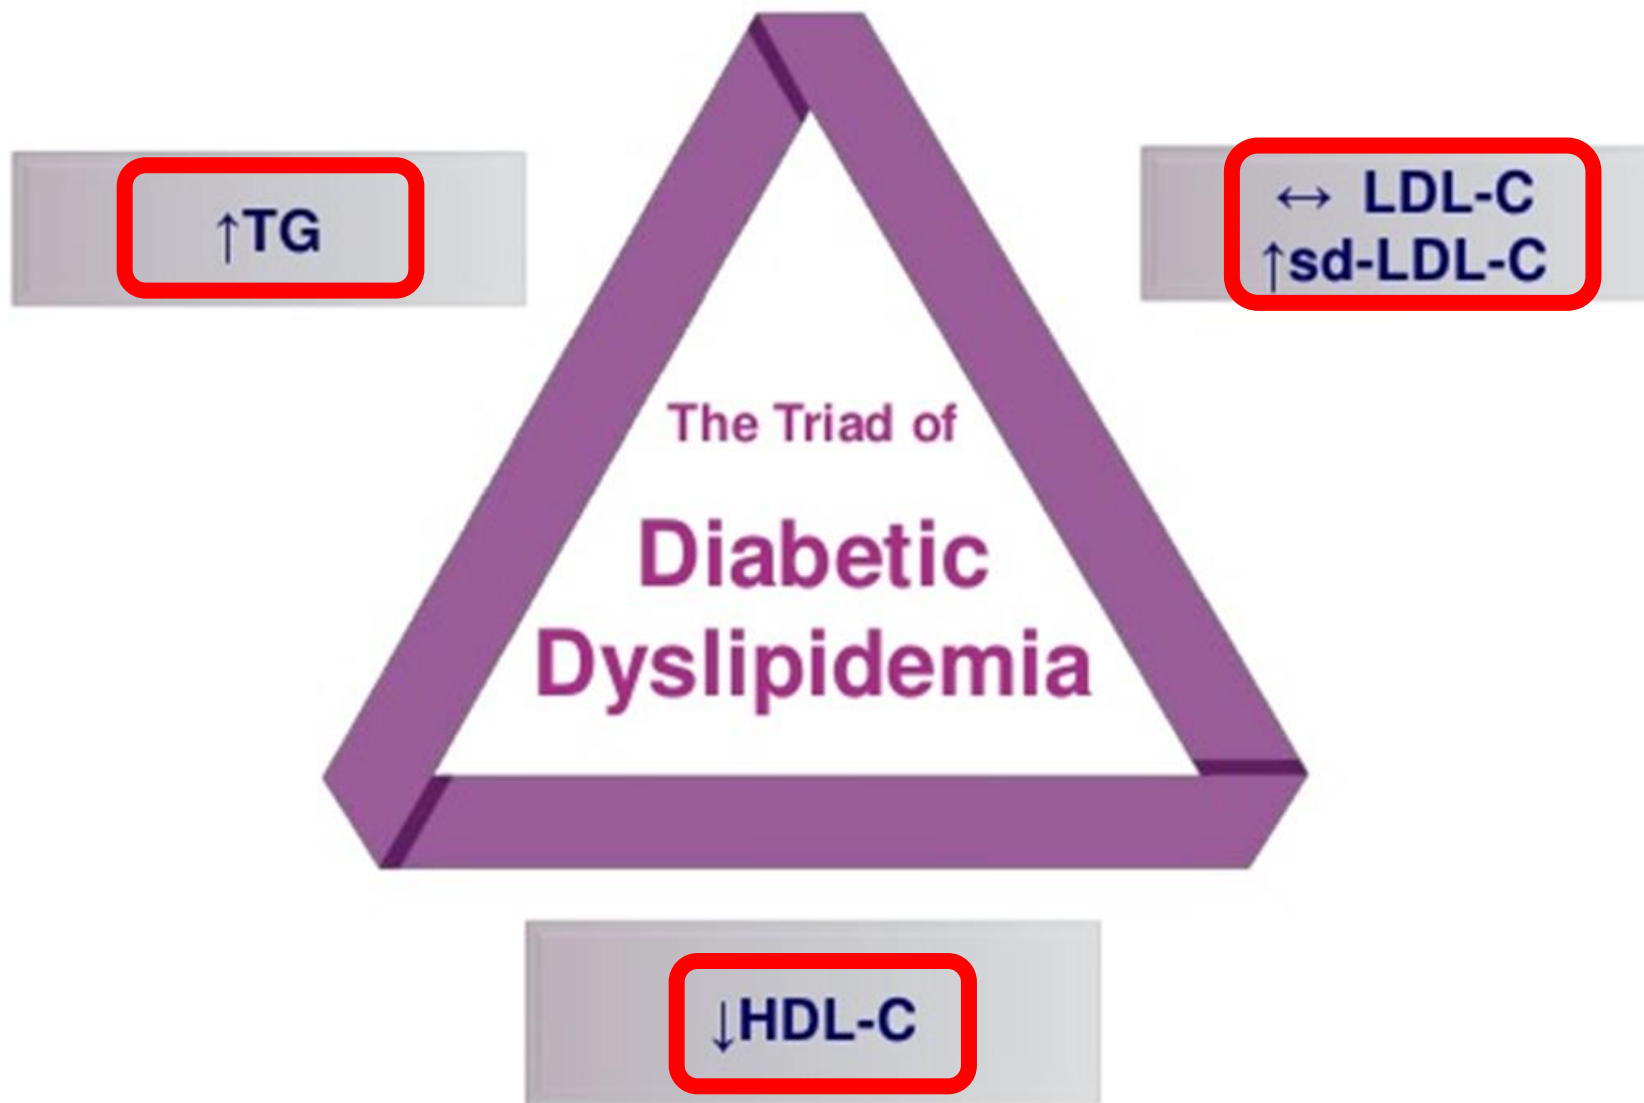 ↑TG
↔ LDL-C
↑sd-LDL-C
The Triad of
Diabetic
Dyslipidemia
↓HDL-C